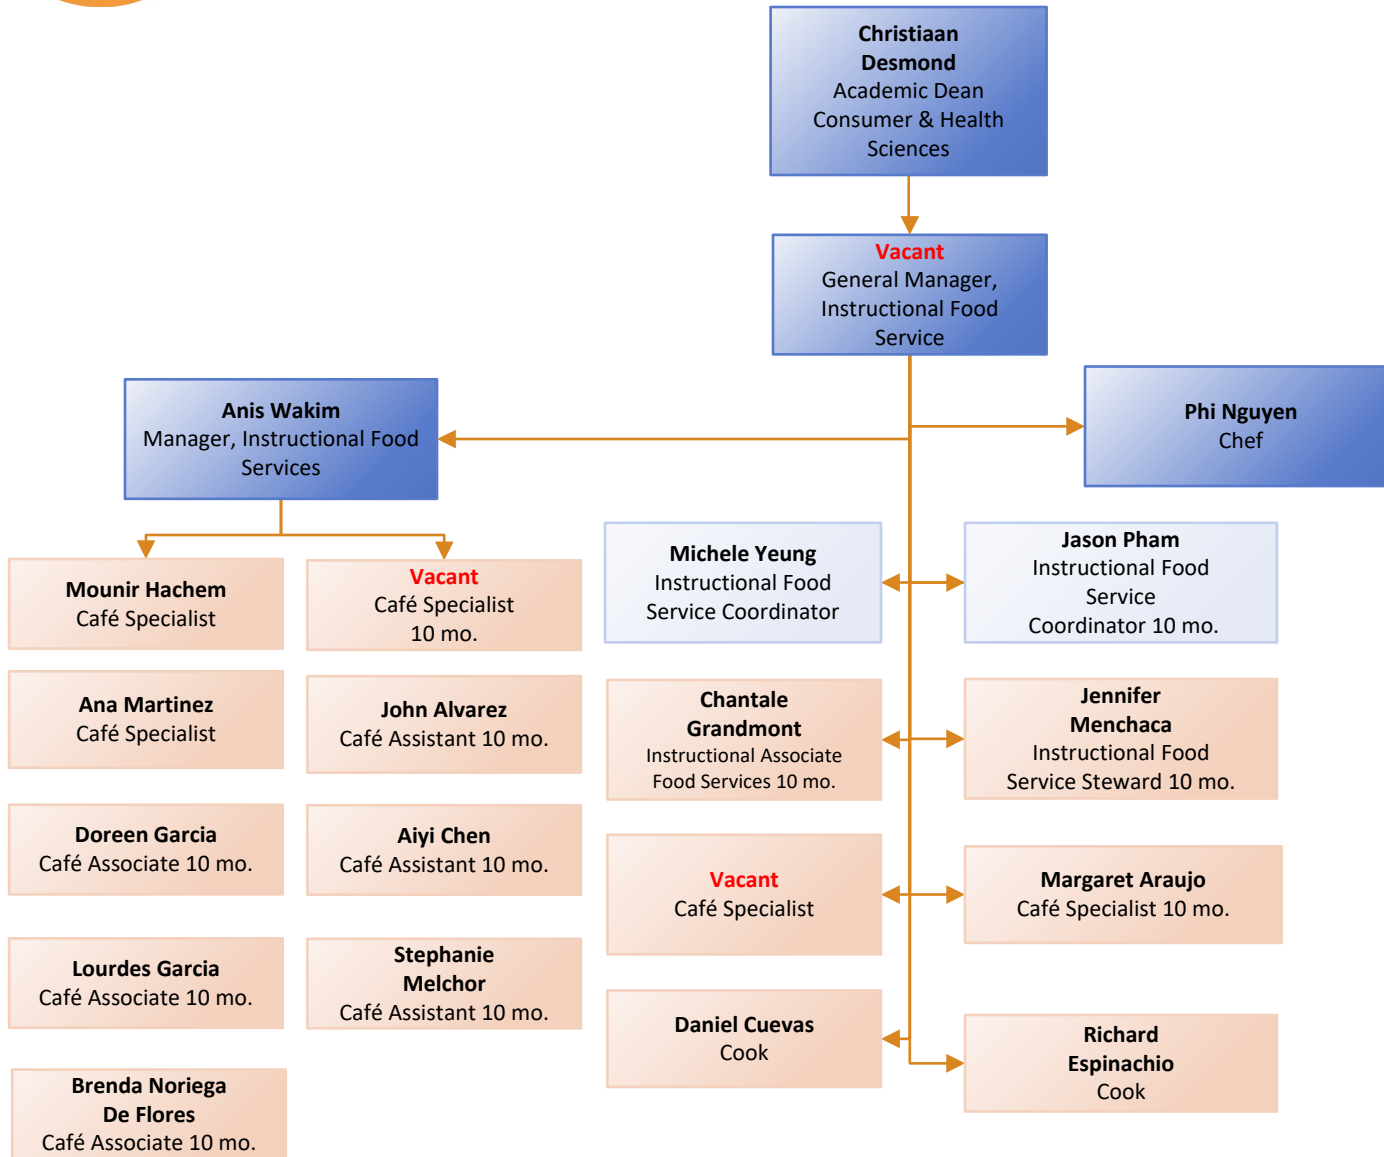 Christiaan
Desmond
Academic Dean
Consumer & Health
Sciences
Vacant
General Manager,
Instructional Food
Service
Anis Wakim
Manager, Instructional Food
Services
Phi Nguyen
Chef
Mounir Hachem
Café Specialist
Vacant
Café Specialist
10 mo.
Michele Yeung
Instructional Food
Service Coordinator
Jason Pham
Instructional Food
Service
Coordinator 10 mo.
Ana Martinez
Café Specialist
John Alvarez
Café Assistant 10 mo.
Chantale
Grandmont
Instructional Associate
Food Services 10 mo.
Jennifer
Menchaca
Instructional Food
Service Steward 10 mo.
Doreen Garcia
Café Associate 10 mo.
Aiyi Chen
Café Assistant 10 mo.
Vacant
Café Specialist
Margaret Araujo
Café Specialist 10 mo.
Lourdes Garcia
Café Associate 10 mo.
Stephanie
Melchor
Café Assistant 10 mo.
Daniel Cuevas
Cook
Richard
Espinachio
Cook
Brenda Noriega
De Flores
Café Associate 10 mo.